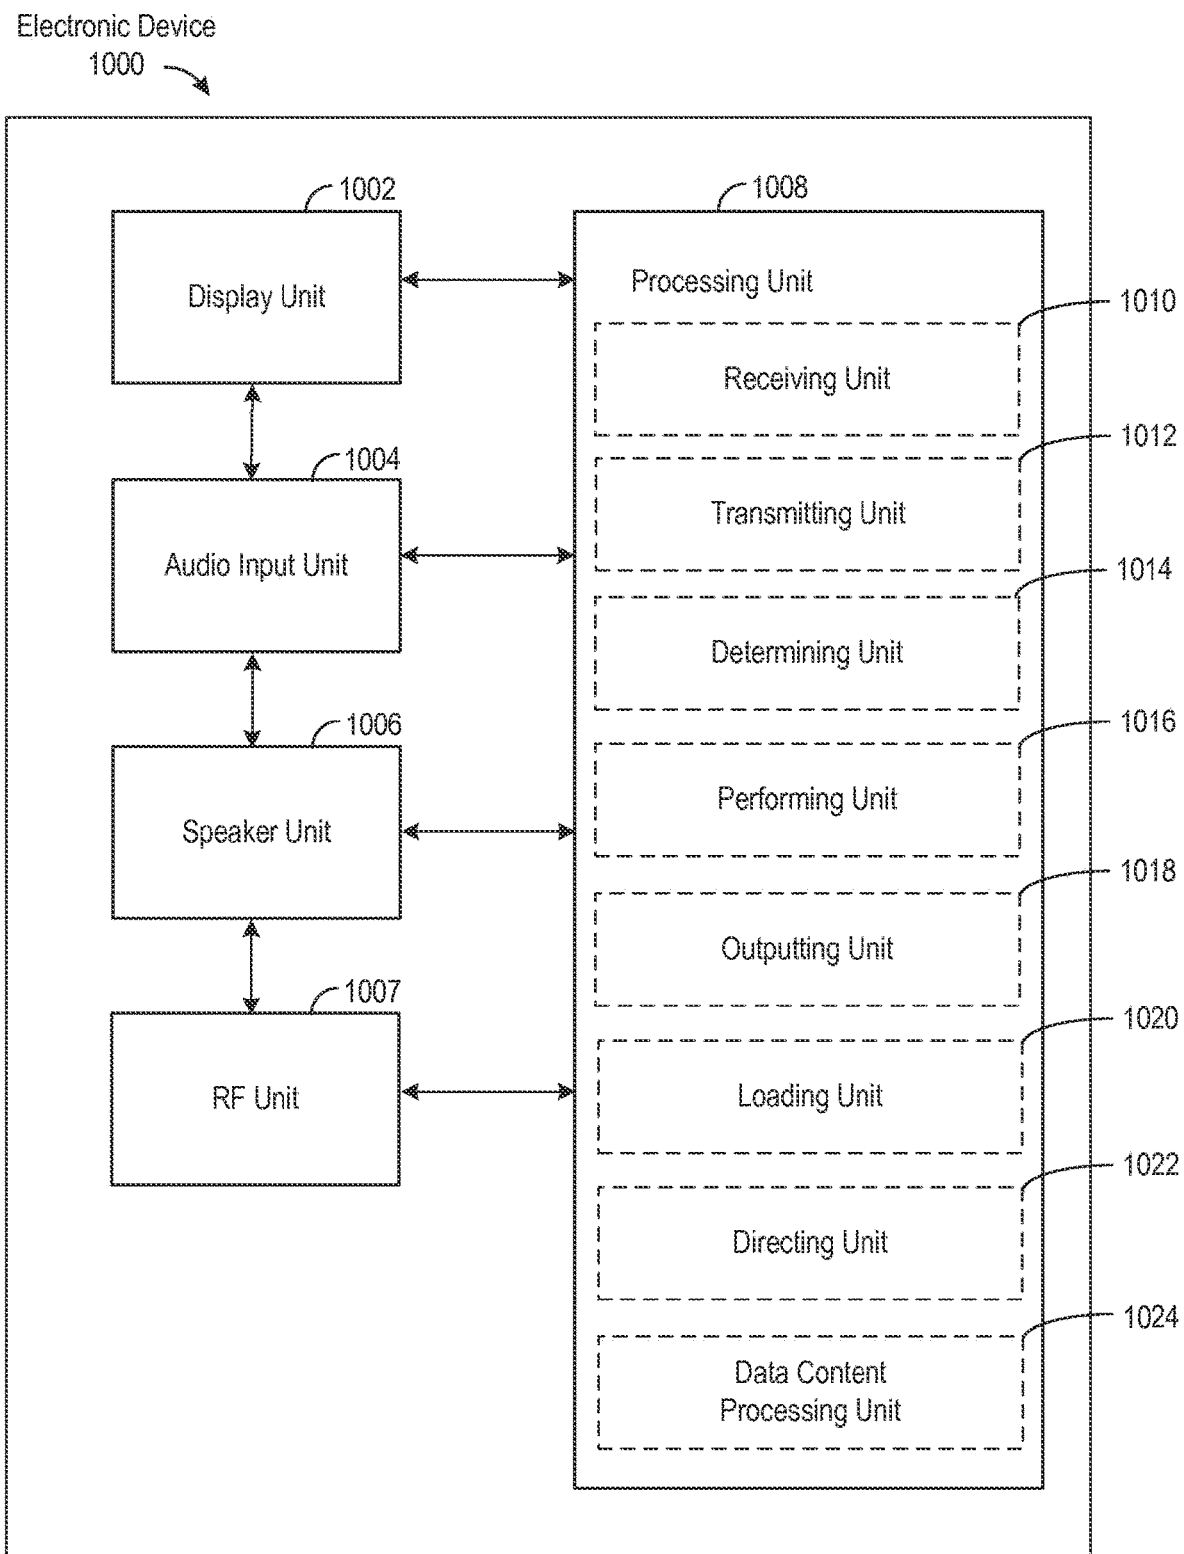 Electronic Device
1000
1002
Display Unit
1004
Audio Input Unit
1006
Speaker Unit
1007
RF Unit
1008
Processing Unit
1010
Receiving Unit
1012
Transmitting Unit
1014
Determining Unit
1016
Performing Unit
1018
Outputting Unit
1020
Loading Unit
1022
Directing Unit
1024
Data Content
Processing Unit